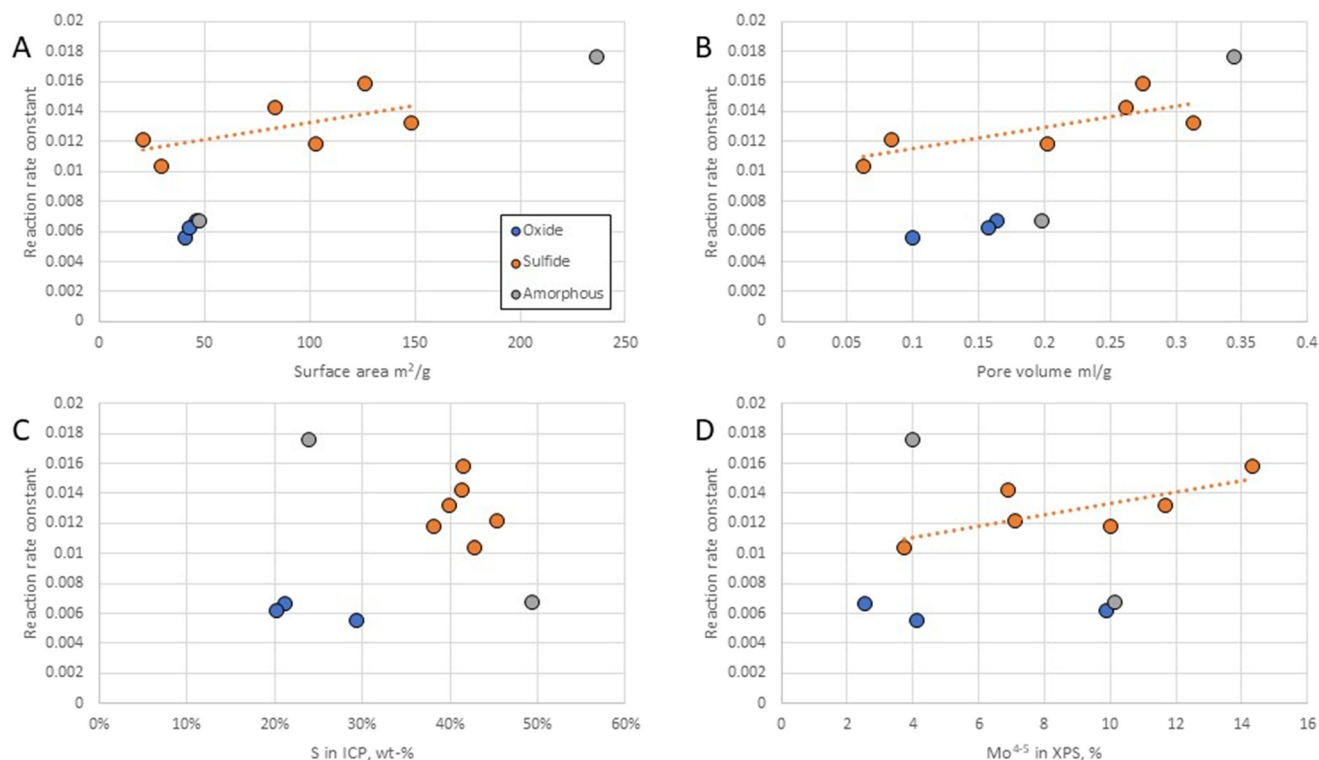 A
Reaction rate constant
0.02
0.018
0.016
0.014
0.012
0.01
0.008
0.006
0.004
0.002
0
0 50 100 150 200 250
Surface area m²/g
Oxide
Sulfide
Amorphous
B
Reaction rate constant
0.02
0.018
0.016
0.014
0.012
0.01
0.008
0.006
0.004
0.002
0
0 0.05 0.1 0.15 0.2 0.25 0.3 0.35 0.4
Pore volume ml/g
C
Reaction rate constant
0.02
0.018
0.016
0.014
0.012
0.01
0.008
0.006
0.004
0.002
0
0% 10% 20% 30% 40% 50% 60%
S in ICP, wt-%
D
Reaction rate constant
0.02
0.018
0.016
0.014
0.012
0.01
0.008
0.006
0.004
0.002
0
0 2 4 6 8 10 12 14 16
Mo⁴⁻⁵ in XPS, %